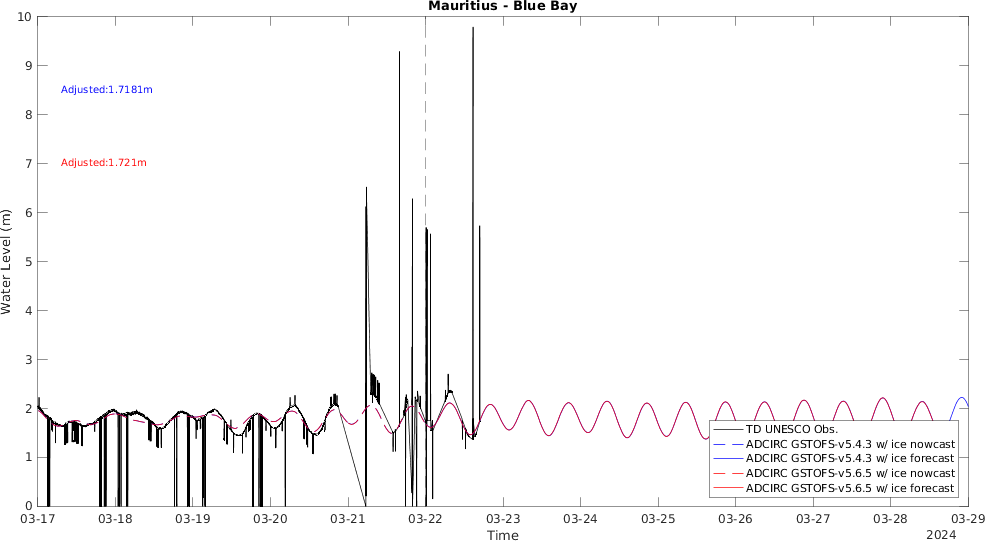 Mauritius - Blue Bay
10
9
8
7
6
5
4
3
2
1
0
Water Level (m)
Adjusted:1.7181m
Adjusted:1.721m
TD UNESCO Obs.
ADCIRC GSTOFS-v5.4.3 w/ ice nowcast
ADCIRC GSTOFS-v5.4.3 w/ ice forecast
ADCIRC GSTOFS-v5.6.5 w/ ice nowcast
ADCIRC GSTOFS-v5.6.5 w/ ice forecast
03-17 03-18 03-19 03-20 03-21 03-22 03-23 03-24 03-25 03-26 03-27 03-28 03-29
Time
2024